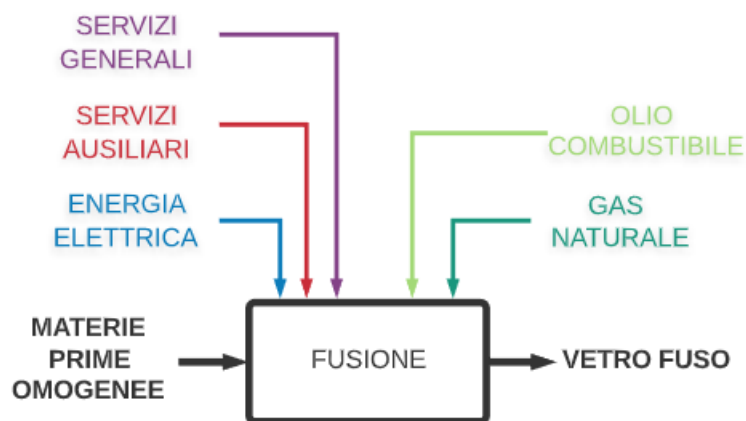 SERVIZI
GENERALI
SERVIZI
AUSILIARI
OLIO
COMBUSTIBILE
ENERGIA
ELETTRICA
GAS
NATURALE
MATERIE
PRIME
OMOGENEE
FUSIONE
VETRO FUSO